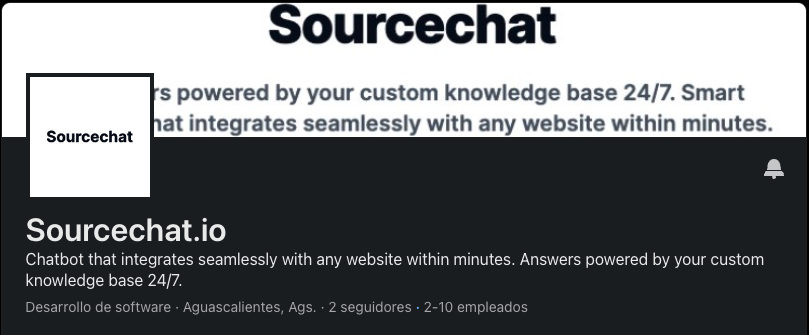 Sourcechat
rs powered by your custom knowledge base 24/7. Smart
hat integrates seamlessly with any website within minutes.
Sourcechat
Sourcechat.io
Chatbot that integrates seamlessly with any website within minutes. Answers powered by your custom
knowledge base 24/7.
Desarrollo de software · Aguascalientes, Ags. · 2 seguidores · 2-10 empleados